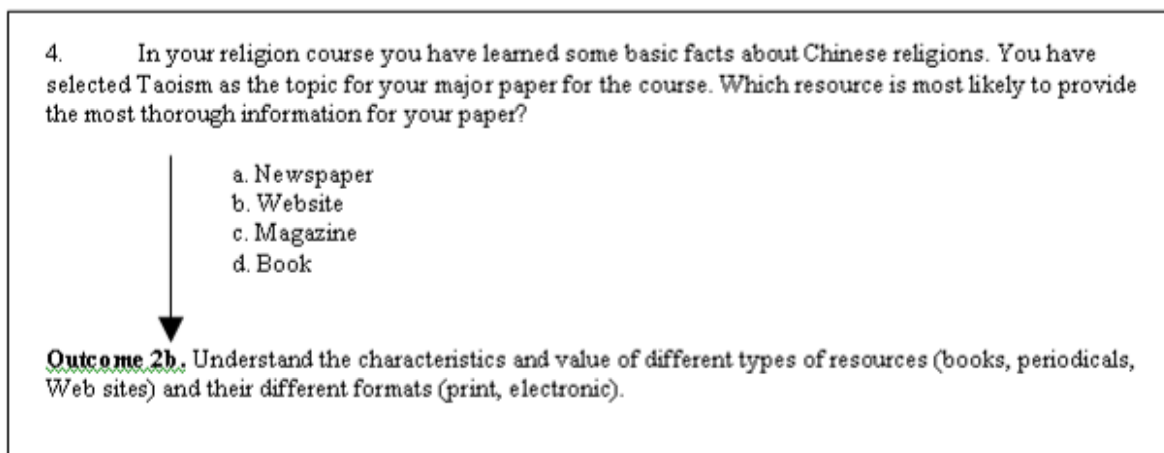 4. In your religion course you have learned some basic facts about Chinese religions. You have
selected Taoism as the topic for your major paper for the course. Which resource is most likely to provide
the most thorough information for your paper?
a. Newspaper
b. Website
c. Magazine
d. Book
Outcome 2b. Understand the characteristics and value of different types of resources (books, periodicals,
Web sites) and their different formats (print, electronic).